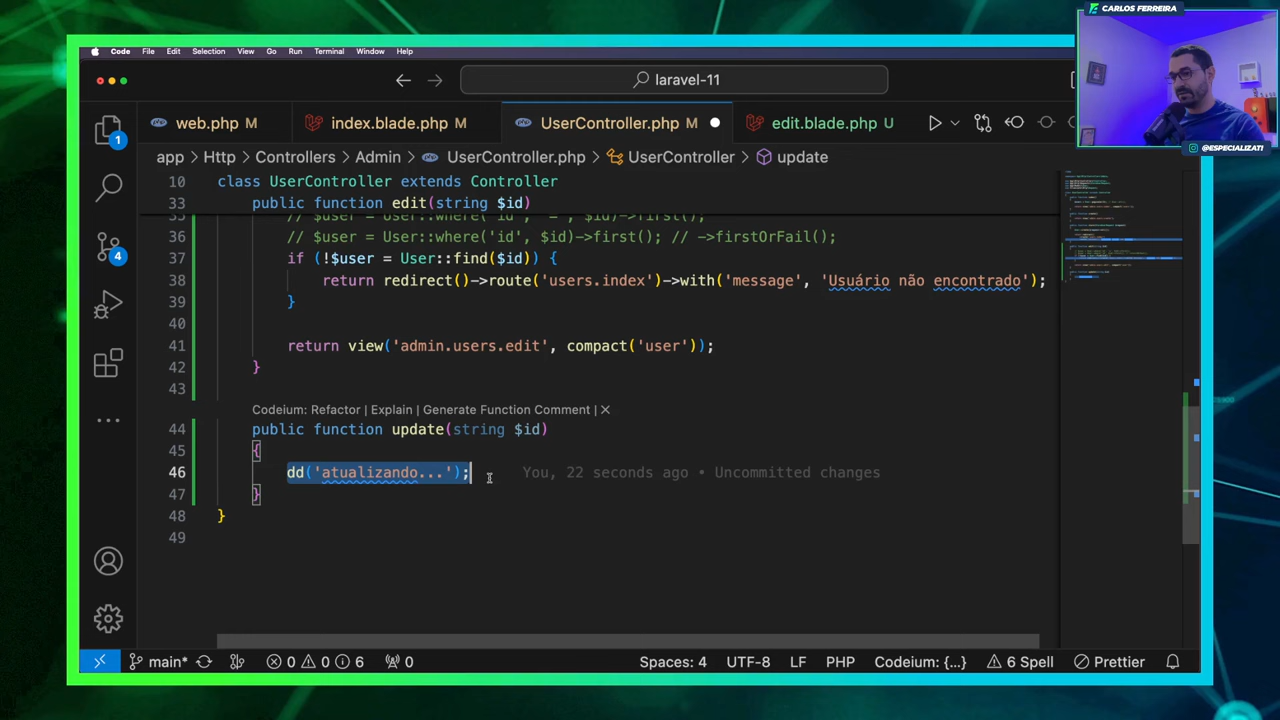 CARLOS FERREIRA
Code File Edit Selection View Go Run Terminal Window Help
laravel-11
web.php M index.blade.php M UserController.php M edit.blade.php U
@ESPECIALIZATI
app > Http > Controllers > Admin > UserController.php > UserController > update
10 class UserController extends Controller
33 public function edit(string $id)
35
36 // $user = User::where('id', $id)->first(); // ->firstOrFail();
37 if (!$user = User::find($id)) {
38 return redirect()->route('users.index')->with('message', 'Usuário não encontrado');
39 }
40
41 return view('admin.users.edit', compact('user'));
42 }
43
Codeium: Refactor | Explain | Generate Function Comment | X
44 public function update(string $id)
45 {
46 dd('atualizando...'); You, 22 seconds ago • Uncommitted changes
47 }
48 }
49
1
4
main* 0 0 6 0 Spaces: 4 UTF-8 LF PHP Codeium: {...} 6 Spell Prettier